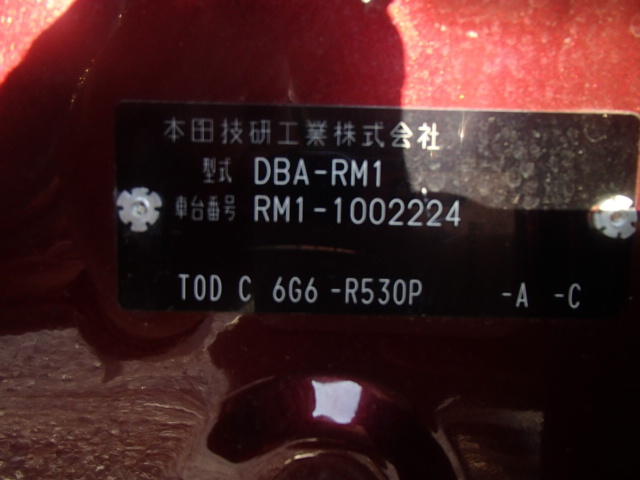 本田技研工業株式会社
型式 DBA-RM1
車台番号 RM1-1002224
TOD C 6G6 -R530P -A -C